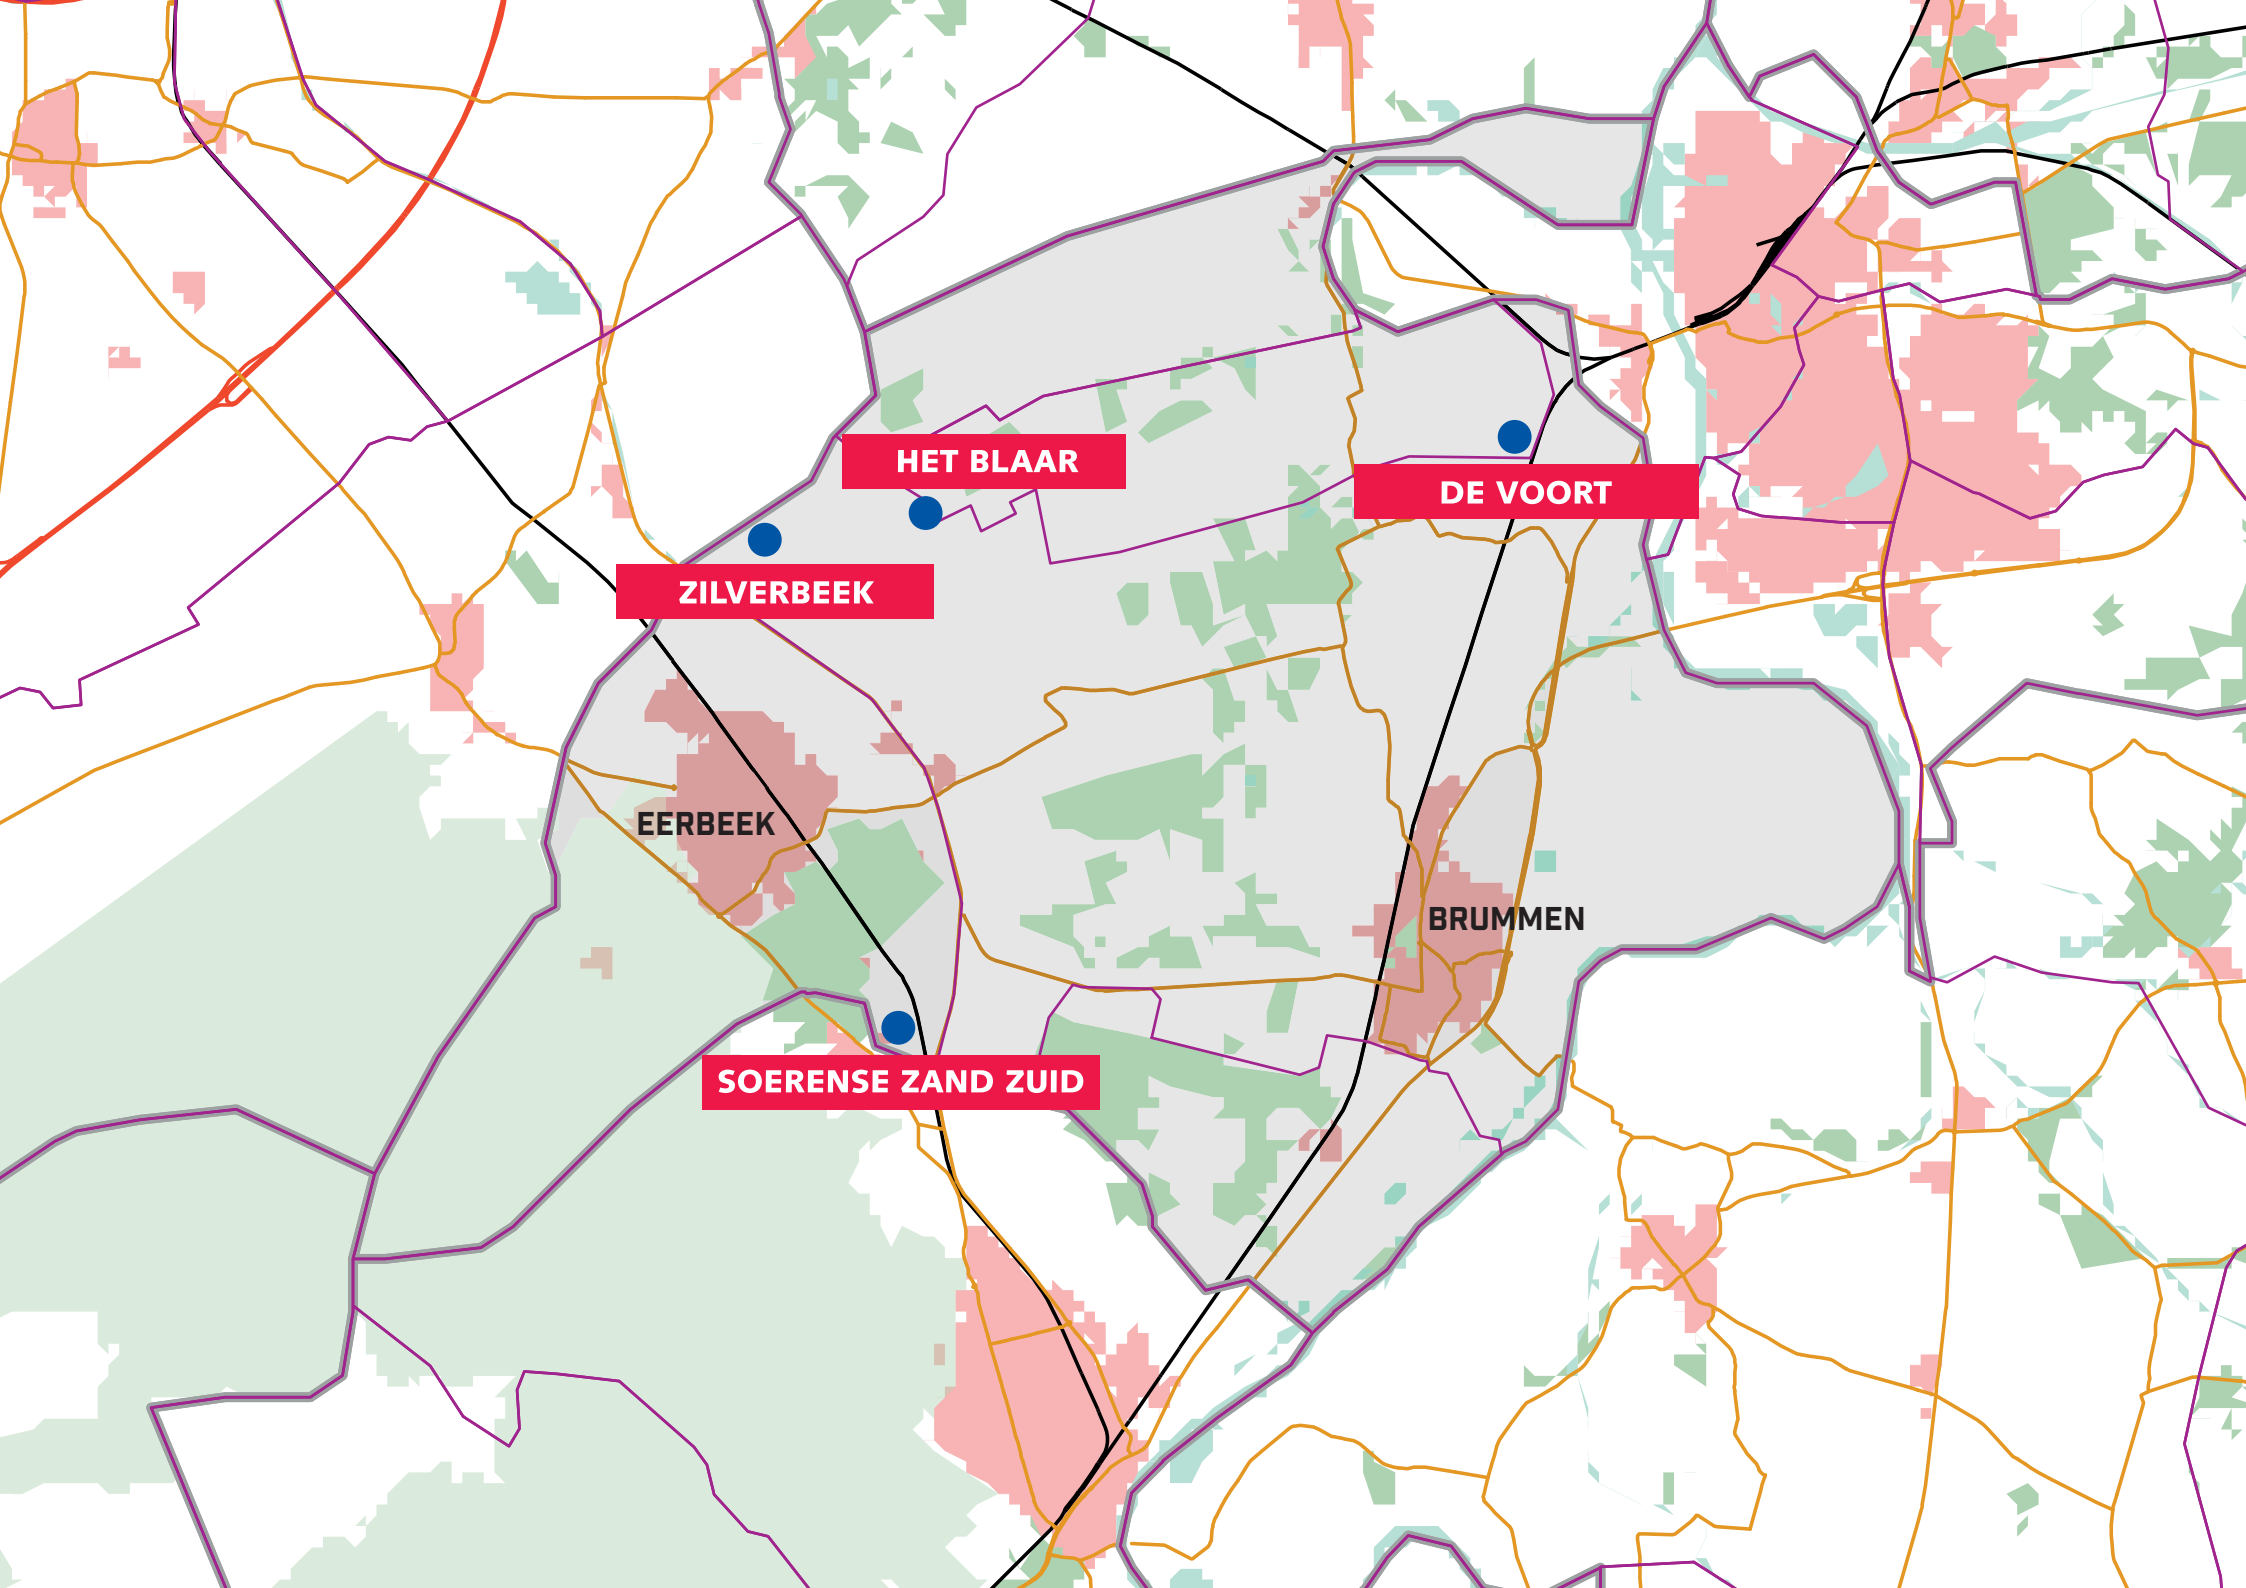 HET BLAAR
DE VOORT
ZILVERBEEK
EERBEEK
BRUMMEN
SOERENSE ZAND ZUID